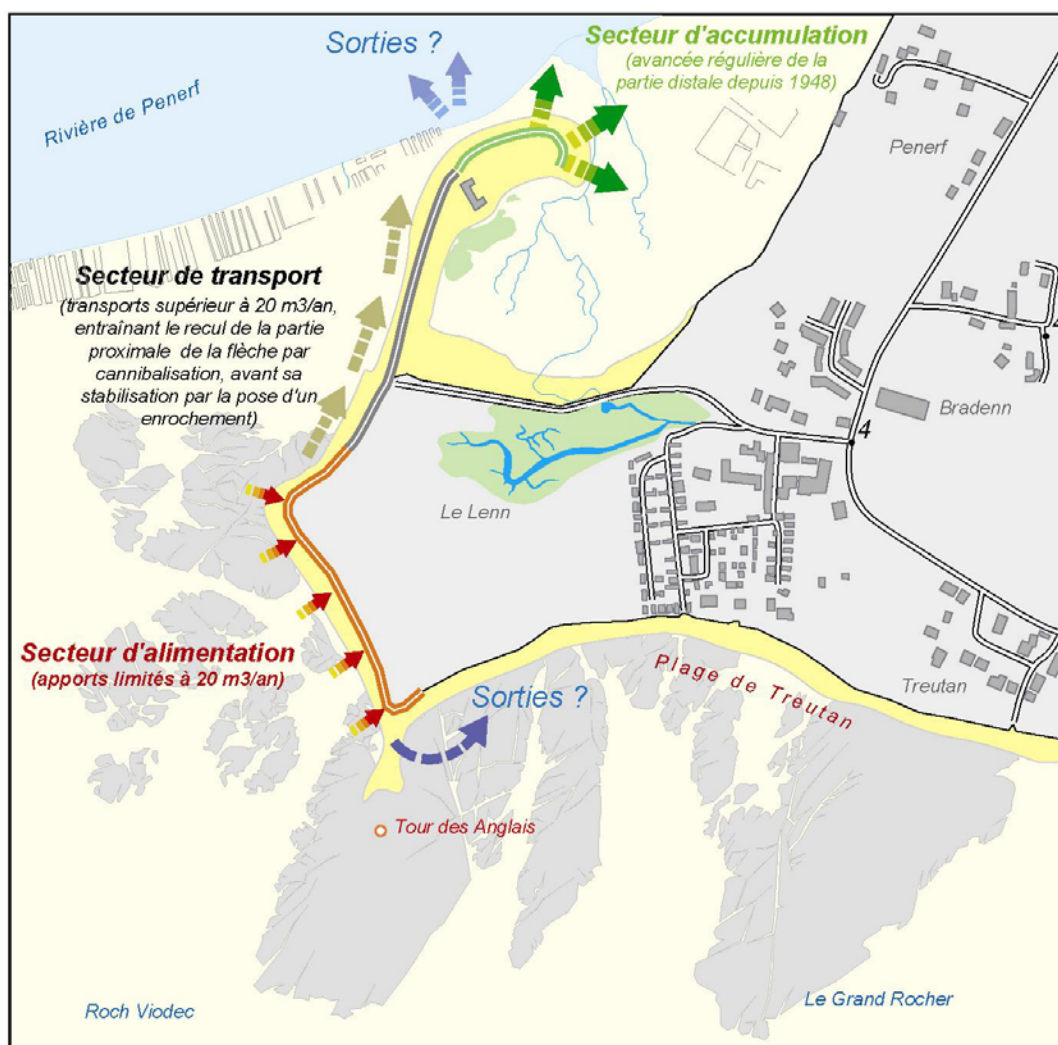 Sorties ?
Secteur d'accumulation
(avancée régulière de la
partie distale depuis 1948)
Rivière de Penerf
Penerf
Secteur de transport
(transports supérieur à 20 m3/an,
entraînant le recul de la partie
proximale de la flèche par
cannibalisation, avant sa
stabilisation par la pose d'un
enrochement)
Bradenn
4
Le Lenn
Secteur d'alimentation
(apports limités à 20 m3/an)
Sorties ?
Plage de Treutan
Treutan
Tour des Anglais
Roch Viodec
Le Grand Rocher